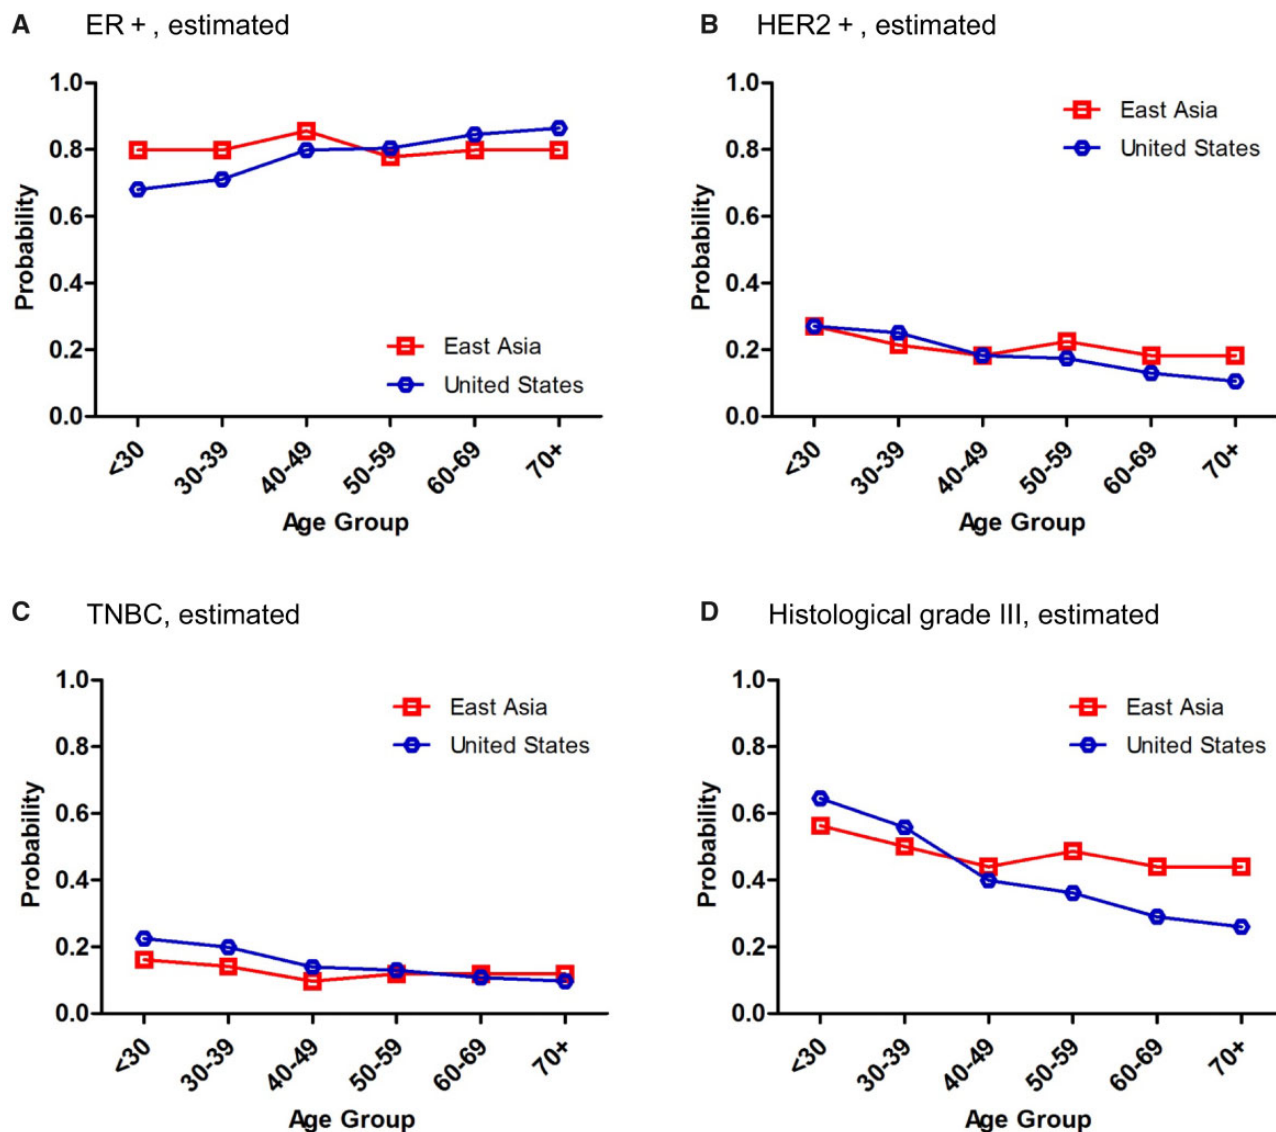 A ER + , estimated
1.0
0.8
0.6
0.4
0.2
0.0
Probability
East Asia
United States
<30
30-39
40-49
50-59
60-69
70+
Age Group
B HER2 + , estimated
1.0
0.8
0.6
0.4
0.2
0.0
Probability
East Asia
United States
<30
30-39
40-49
50-59
60-69
70+
Age Group
C TNBC, estimated
1.0
0.8
0.6
0.4
0.2
0.0
Probability
East Asia
United States
<30
30-39
40-49
50-59
60-69
70+
Age Group
D Histological grade III, estimated
1.0
0.8
0.6
0.4
0.2
0.0
Probability
East Asia
United States
<30
30-39
40-49
50-59
60-69
70+
Age Group